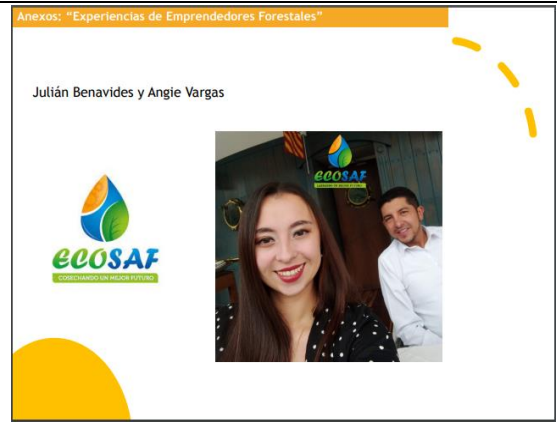 Anexos: "Experiencias de Emprendedores Forestales"
Julián Benavides y Angie Vargas
ECOSAF
ECOSAF
COSECHANDO UN MEJOR FUTURO